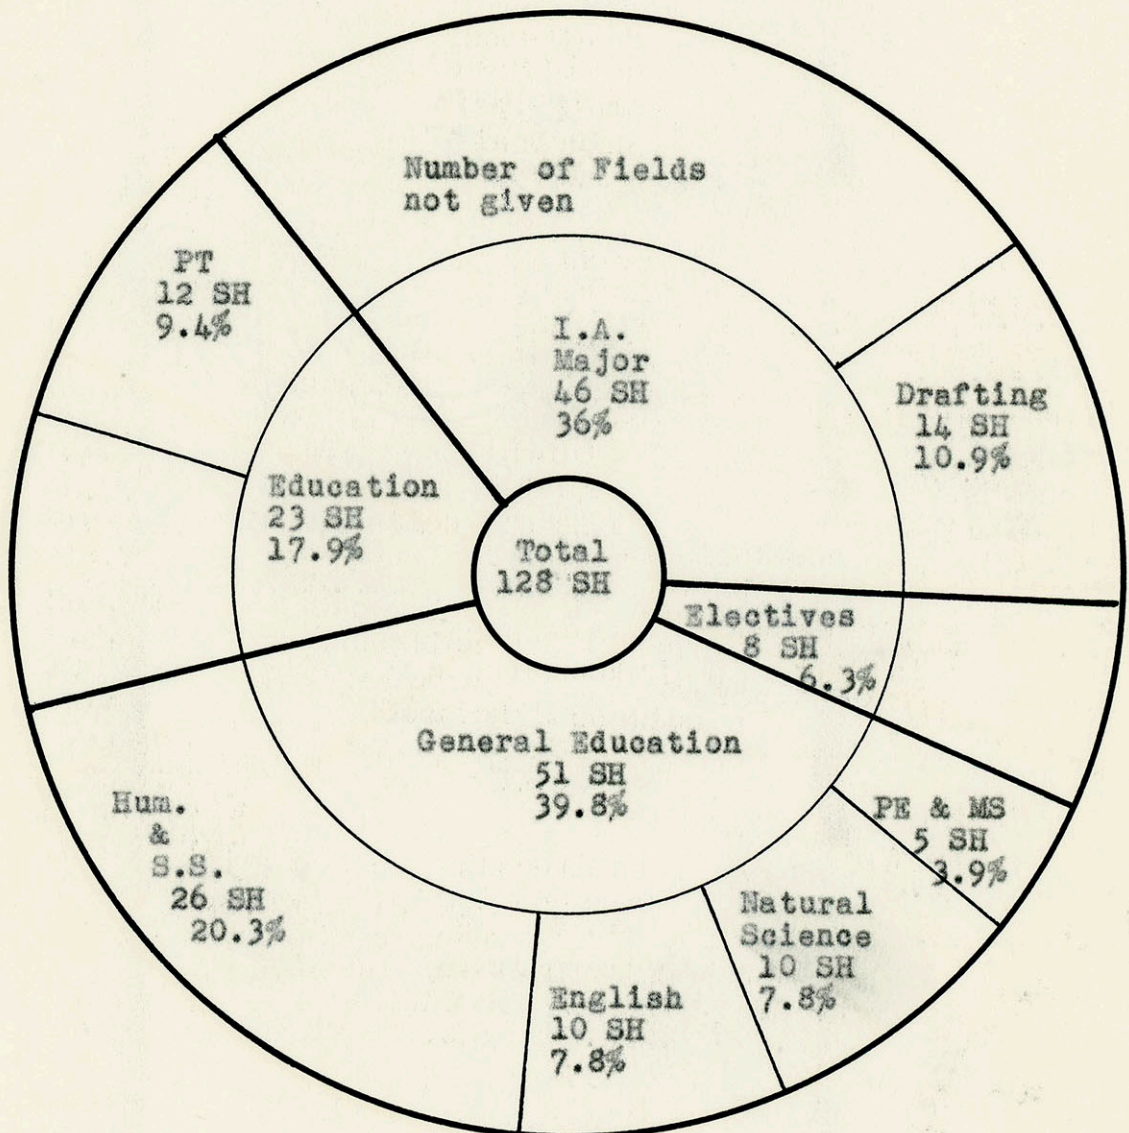 Number of Fields
not given
PT
12 SH
9.4%
I.A.
Major
46 SH
36%
Drafting
14 SH
10.9%
Education
23 SH
17.9%
Total
128 SH
Electives
8 SH
6.3%
General Education
51 SH
39.8%
Hum.
&
S.S.
26 SH
20.3%
PE & MS
5 SH
3.9%
Natural
Science
10 SH
7.8%
English
10 SH
7.8%